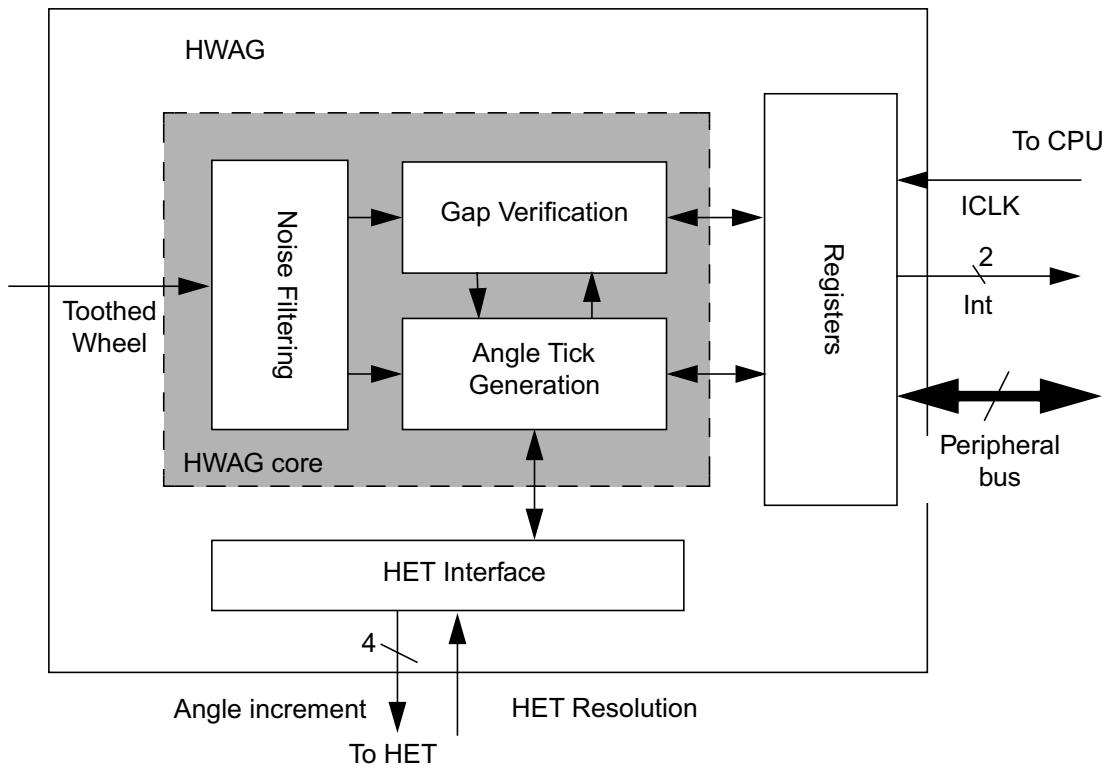 HWAG
To CPU
ICLK
2
Int
Peripheral
bus
Registers
Gap Verification
Noise Filtering
Angle Tick
Generation
Toothed
Wheel
HWAG core
HET Interface
4
Angle increment
HET Resolution
To HET